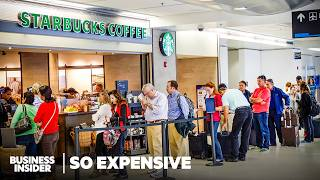 STARBUCKS COFFEE
BUSINESS
INSIDER
SO EXPENSIVE